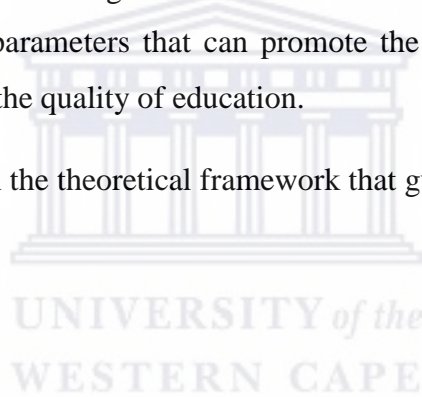 parameters that can promote the
the quality of education.
the theoretical framework that g
UNIVERSITY of the
WESTERN CAPE